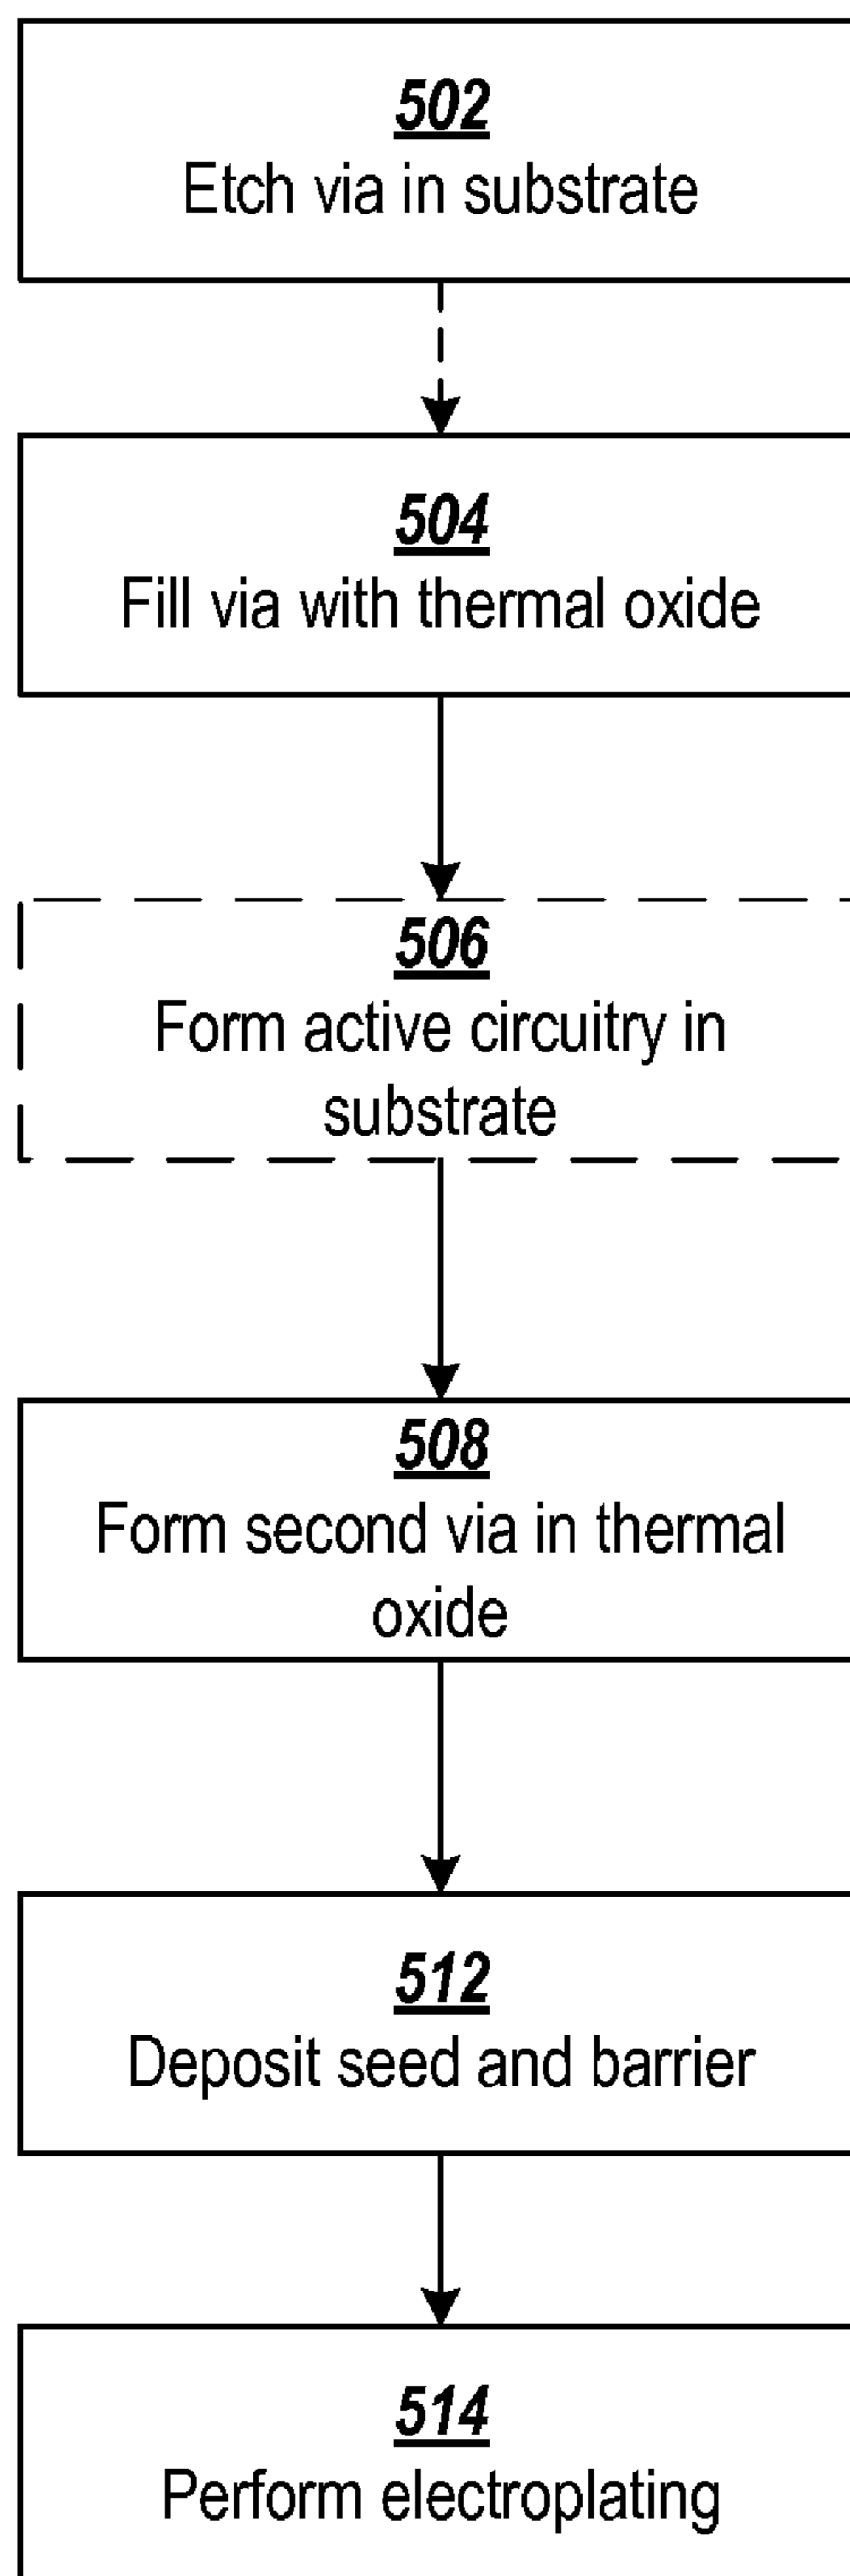 502
Etch via in substrate
504
Fill via with thermal oxide
506
Form active circuitry in
substrate
508
Form second via in thermal
oxide
512
Deposit seed and barrier
514
Perform electroplating